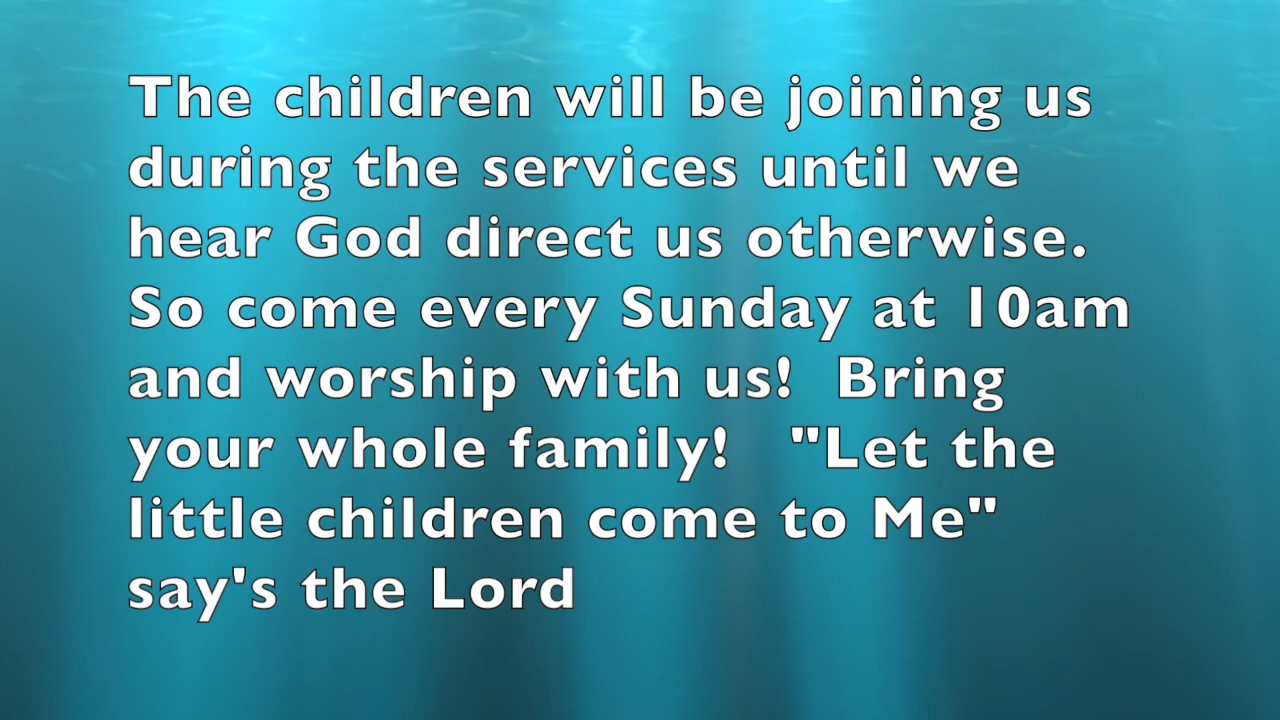 The children will be joining us
during the services until we
hear God direct us otherwise.
So come every Sunday at 10am
and worship with us!  Bring
your whole family!   "Let the
little children come to Me"
say's the Lord